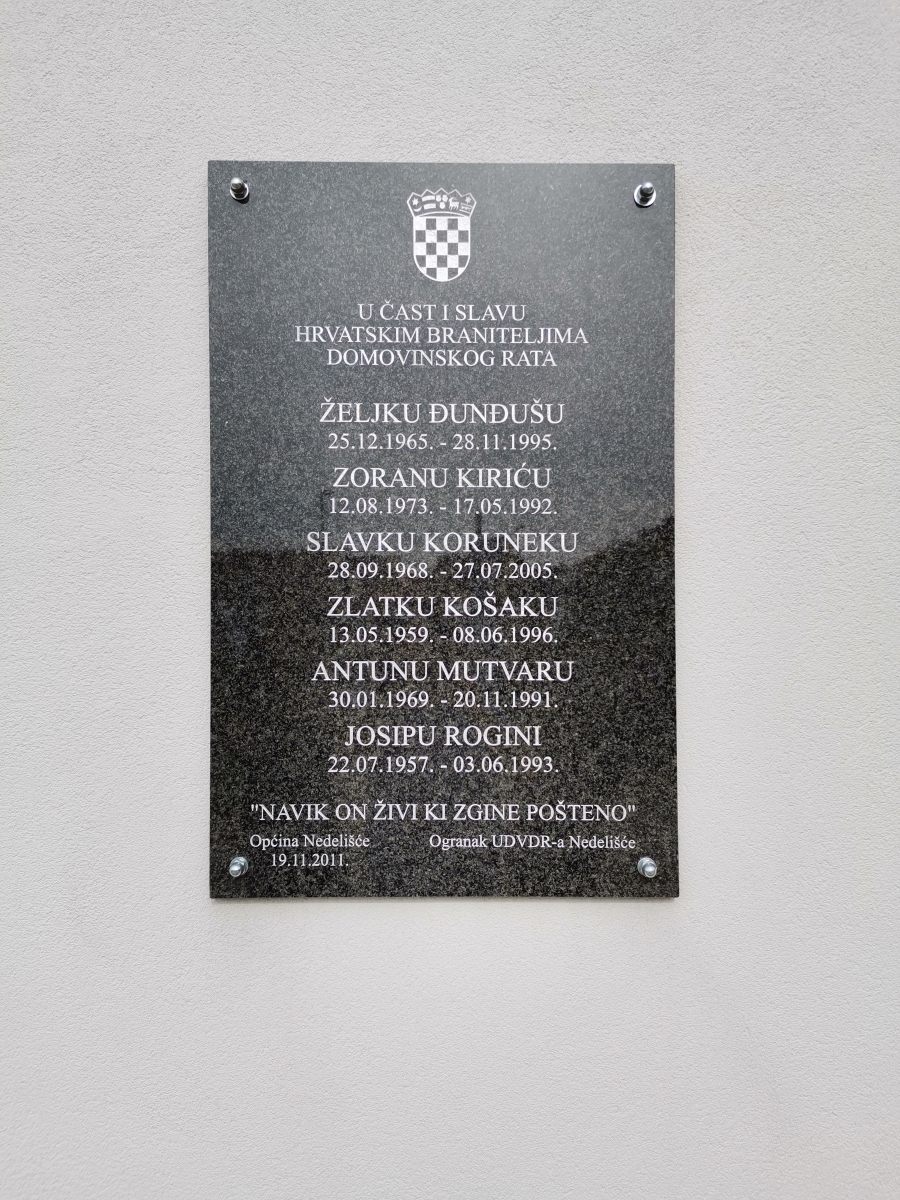 U ČAST I SLAVU
HRVATSKIM BRANITELJIMA
DOMOVINSKOG RATA
ŽELJKU ĐUNĐUŠU
25.12.1965. - 28.11.1995.
ZORANU KIRIĆU
12.08.1973. - 17.05.1992.
SLAVKU KORUNEKU
28.09.1968. - 27.07.2005.
ZLATKU KOŠAKU
13.05.1959. - 08.06.1996.
ANTUNU MUTVARU
30.01.1969. - 20.11.1991.
JOSIPU ROGINI
22.07.1957. - 03.06.1993.
"NAVIK ON ŽIVI KI ZGINE POŠTENO"
Općina Nedelišće Ogranak UDVDR-a Nedelišće
19.11.2011.